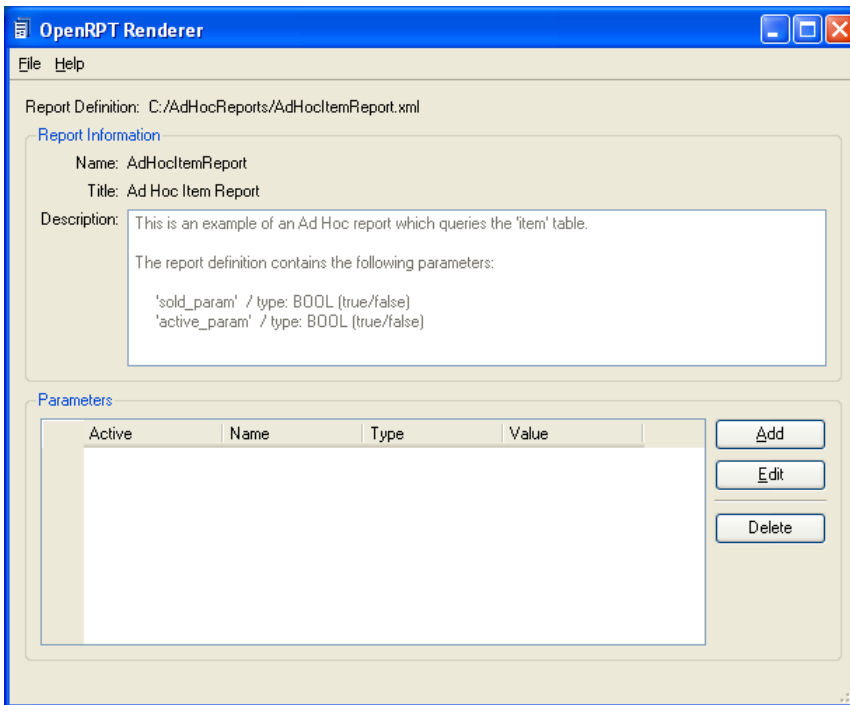 OpenRPT Renderer
File Help
Report Definition: C:/AdHocReports/AdHocItemReport.xml
Report Information
Name: AdHocItemReport
Title: Ad Hoc Item Report
Description: This is an example of an Ad Hoc report which queries the 'item' table.
The report definition contains the following parameters:
'sold_param' / type: BOOL (true/false)
'active_param' / type: BOOL (true/false)
Parameters
Active Name Type Value
Add
Edit
Delete